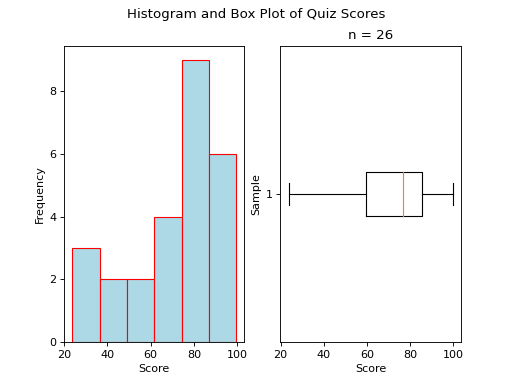 Histogram and Box Plot of Quiz Scores
n = 26
8
6
4
2
0
Frequency
20 40 60 80 100
Score
1
Sample
20 40 60 80 100
Score